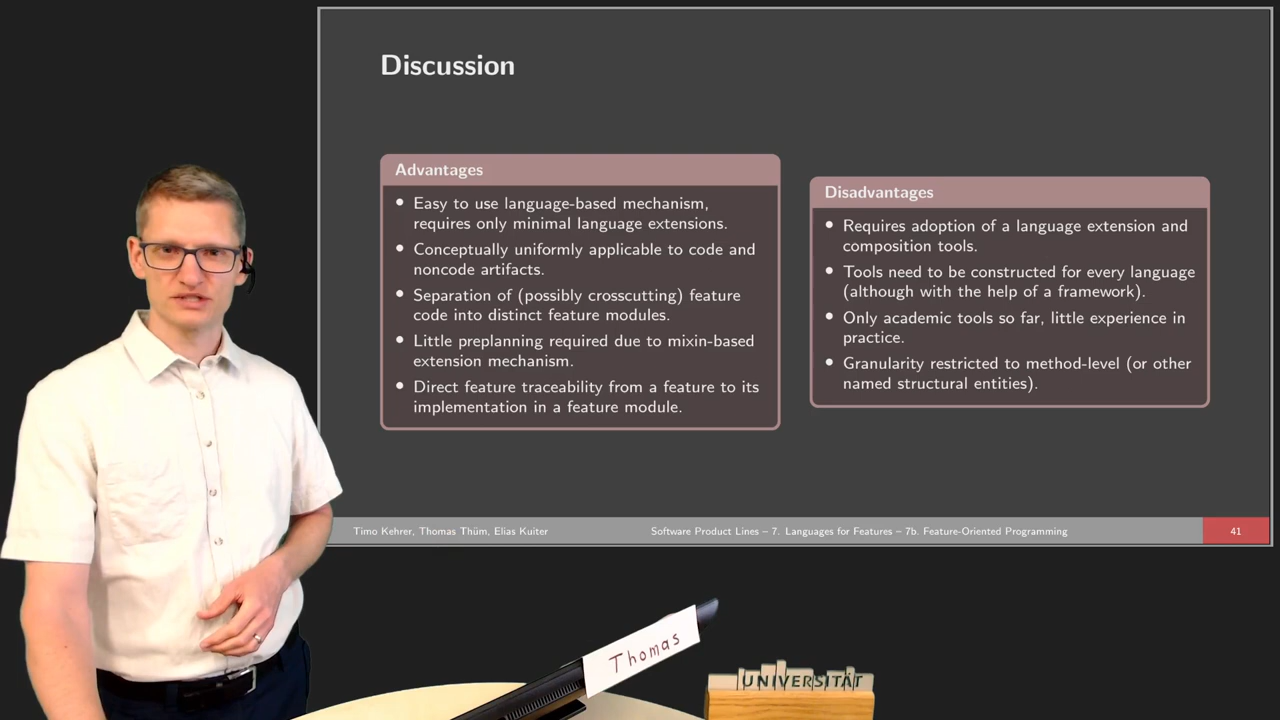 Discussion
Advantages
• Easy to use language-based mechanism,
requires only minimal language extensions.
• Conceptually uniformly applicable to code and
noncode artifacts.
• Separation of (possibly crosscutting) feature
code into distinct feature modules.
• Little preplanning required due to mixin-based
extension mechanism.
• Direct feature traceability from a feature to its
implementation in a feature module.
Disadvantages
• Requires adoption of a language extension and
composition tools.
• Tools need to be constructed for every language
(although with the help of a framework).
• Only academic tools so far, little experience in
practice.
• Granularity restricted to method-level (or other
named structural entities).
Timo Kehrer, Thomas Thüm, Elias Kuiter
Software Product Lines – 7. Languages for Features – 7b. Feature-Oriented Programming
41
Thomas
UNIVERSITÄT